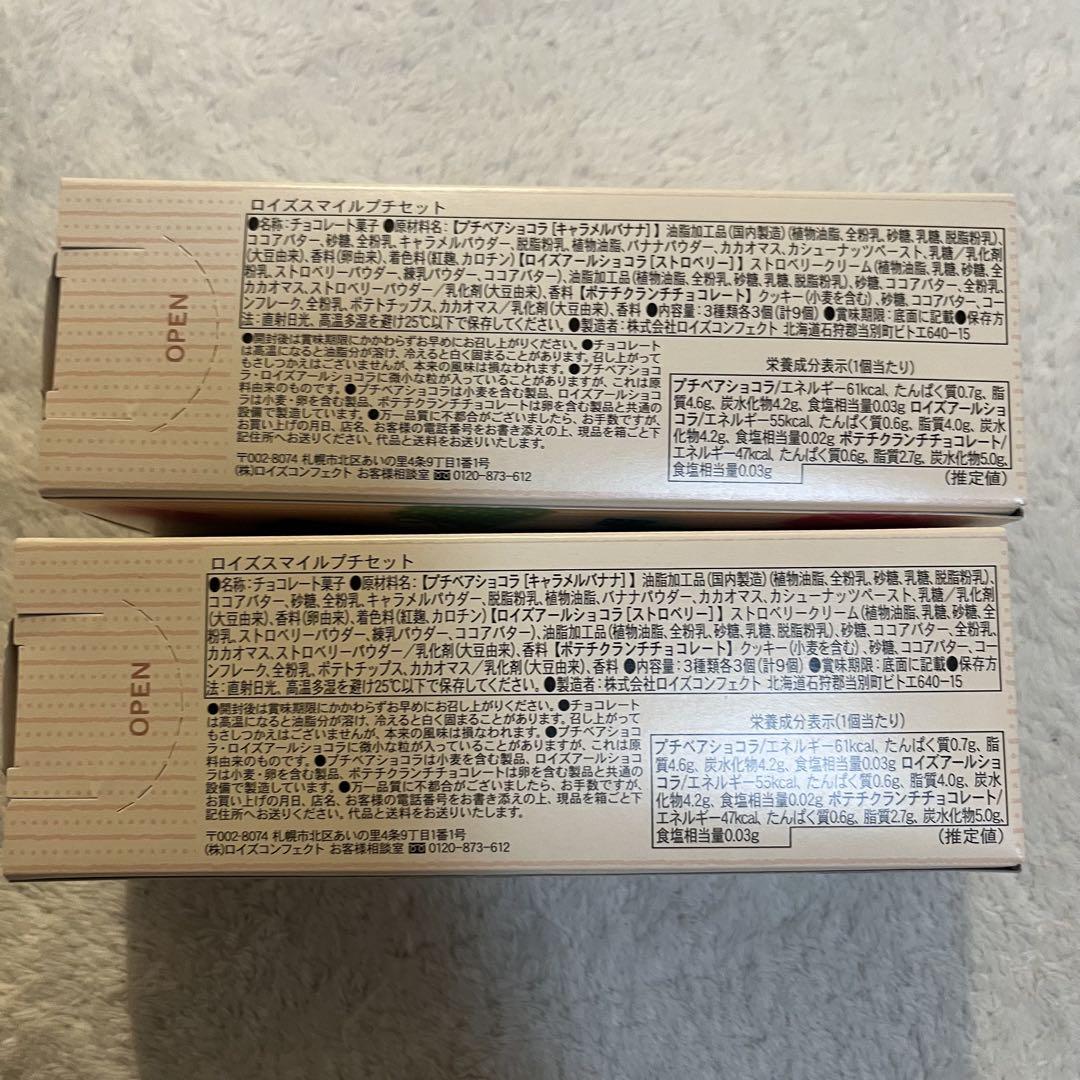 ロイズスマイルプチセット
●名称:チョコレート菓子 ●原材料名:【プチベアショコラ[キャラメルバナナ]】油脂加工品(国内製造)(植物油脂、全粉乳、砂糖、乳糖、脱脂粉乳)、
ココアバター、砂糖、全粉乳、キャラメルパウダー、脱脂粉乳、植物油脂、バナナパウダー、カカオマス、カシューナッツペースト、乳糖/乳化剤
(大豆由来)、香料(卵由来)、着色料(紅麹、カロチン)【ロイズアールショコラ[ストロベリー]】ストロベリークリーム(植物油脂、乳糖、砂糖、全
粉乳、ストロベリーパウダー、練乳パウダー、ココアバター)、油脂加工品(植物油脂、全粉乳、砂糖、乳糖、脱脂粉乳)、砂糖、ココアバター、全粉乳、
カカオマス、ストロベリーパウダー/乳化剤(大豆由来)、香料【ポテチクランチチョコレート】クッキー(小麦を含む)、砂糖、ココアバター、コー
ンフレーク、全粉乳、ポテトチップス、カカオマス/乳化剤(大豆由来)、香料 ●内容量:3種類各3個(計9個) ●賞味期限:底面に記載●保存方
法:直射日光、高温多湿を避け25℃以下で保存してください。●製造者:株式会社ロイズコンフェクト 北海道石狩郡当別町ビトエ640-15
OPEN
●開封後は賞味期限にかかわらずお早めにお召し上がりください。●チョコレート
は高温になると油脂分が溶け、冷えると白く固まることがあります。召し上がって
もさしつかえはございませんが、本来の風味は損なわれます。●プチベアショコ
ラ・ロイズアールショコラに微小な粒が入っていることがありますが、これは原
料由来のものです。●プチベアショコラは小麦を含む製品、ロイズアールショコ
ラは小麦・卵を含む製品、ポテチクランチチョコレートは卵を含む製品と共通の
設備で製造しています。●万一品質に不都合がございましたら、お手数ですが、
お買い上げの月日、店名、お客様の電話番号をお書き添えの上、現品を箱ごと下
記住所へお送りください。代品と送料をお送りいたします。
〒002-8074 札幌市北区あいの里4条9丁目1番1号
(株)ロイズコンフェクト お客様相談室 0120-873-612
栄養成分表示(1個当たり)
プチベアショコラ/エネルギー61kcal、たんぱく質0.7g、脂
質4.6g、炭水化物4.2g、食塩相当量0.03g ロイズアールショ
コラ/エネルギー55kcal、たんぱく質0.6g、脂質4.0g、炭水
化物4.2g、食塩相当量0.02g ポテチクランチチョコレート/
エネルギー47kcal、たんぱく質0.6g、脂質2.7g、炭水化物5.0g、
食塩相当量0.03g
(推定値)
ロイズスマイルプチセット
●名称:チョコレート菓子 ●原材料名:【プチベアショコラ[キャラメルバナナ]】油脂加工品(国内製造)(植物油脂、全粉乳、砂糖、乳糖、脱脂粉乳)、
ココアバター、砂糖、全粉乳、キャラメルパウダー、脱脂粉乳、植物油脂、バナナパウダー、カカオマス、カシューナッツペースト、乳糖/乳化剤
(大豆由来)、香料(卵由来)、着色料(紅麹、カロチン)【ロイズアールショコラ[ストロベリー]】ストロベリークリーム(植物油脂、乳糖、砂糖、全
粉乳、ストロベリーパウダー、練乳パウダー、ココアバター)、油脂加工品(植物油脂、全粉乳、砂糖、乳糖、脱脂粉乳)、砂糖、ココアバター、全粉乳、
カカオマス、ストロベリーパウダー/乳化剤(大豆由来)、香料【ポテチクランチチョコレート】クッキー(小麦を含む)、砂糖、ココアバター、コ一
ンフレーク、全粉乳、ポテトチップス、カカオマス/乳化剤(大豆由来)、香料 ●内容量:3種類各3個(計9個) ●賞味期限:底面に記載●保存方
法:直射日光、高温多湿を避け25℃以下で保存してください。●製造者:株式会社ロイズコンフェクト 北海道石狩郡当別町ビトエ640-15
OPEN
●開封後は賞味期限にかかわらずお早めにお召し上がりください。●チョコレート
は高温になると油脂分が溶け、冷えると白く固まることがあります。召し上がって
もさしつかえはございませんが、本来の風味は損なわれます。●プチベアショコ
ラ・ロイズアールショコラに微小な粒が入っていることがありますが、これは原
料由来のものです。●プチベアショコラは小麦を含む製品、ロイズアールショコ
ラは小麦・卵を含む製品、ポテチクランチチョコレートは卵を含む製品と共通の
設備で製造しています。●万一品質に不都合がございましたら、お手数ですが、
お買い上げの月日、店名、お客様の電話番号をお書き添えの上、現品を箱ごと下
記住所へお送りください。代品と送料をお送りいたします。
〒002-8074 札幌市北区あいの里4条9丁目1番1号
(株)ロイズコンフェクト お客様相談室 0120-873-612
栄養成分表示(1個当たり)
プチベアショコラ/エネルギー61kcal、たんぱく質0.7g、脂
質4.6g、炭水化物4.2g、食塩相当量0.03g ロイズアールショ
コラ/エネルギー55kcal、たんぱく質0.6g、脂質4.0g、炭水
化物4.2g、食塩相当量0.02g ポテチクランチチョコレート/
エネルギー47kcal、たんぱく質0.6g、脂質2.7g、炭水化物5.0g、
食塩相当量0.03g
(推定値)